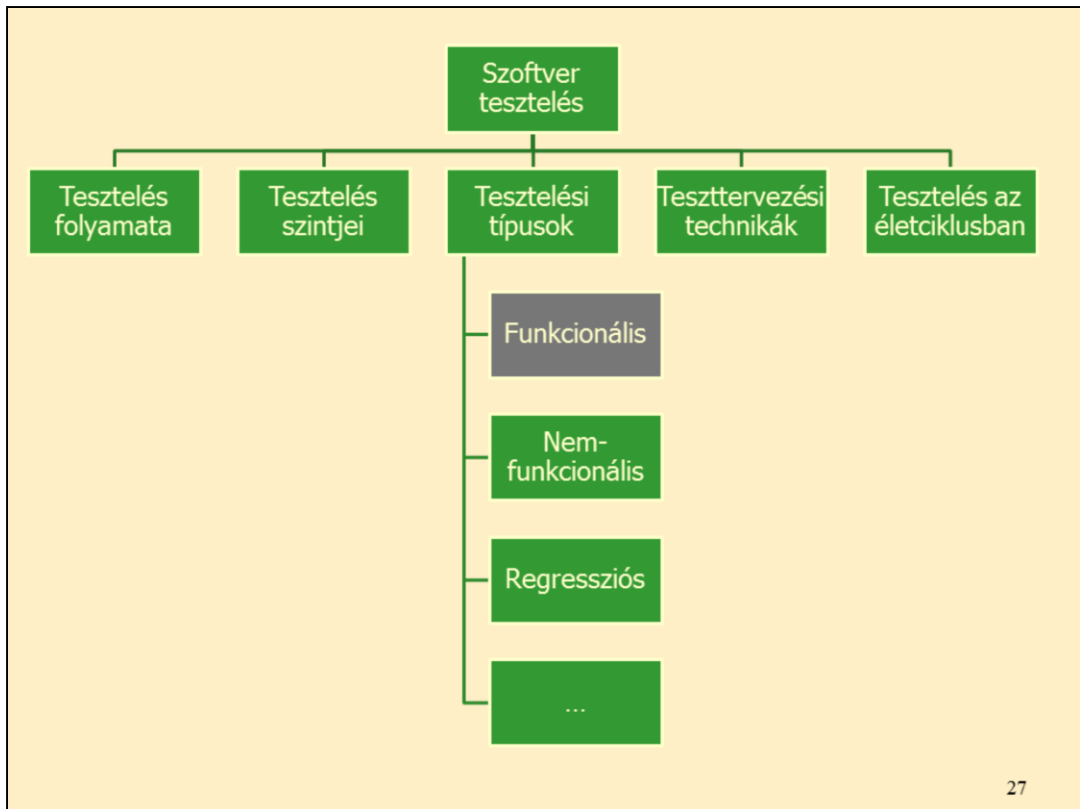 Szoftver
tesztelés
Tesztelés
folyamata
Tesztelés
szintjei
Tesztelési
típusok
Teszttervezési
technikák
Tesztelés az
életciklusban
Funkcionális
Nem-
funkcionális
Regressziós
...
27